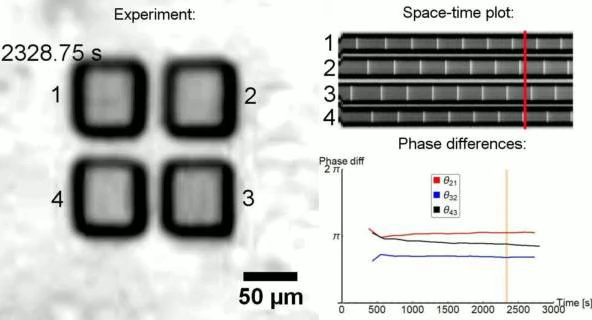 Experiment:
2328.75 s
1
2
4
3
50 µm
Space-time plot:
1
2
3
4
Phase differences:
Phase diff
2 π
π
θ21
θ32
θ43
0 500 1000 1500 2000 2500 3000
Time [s]